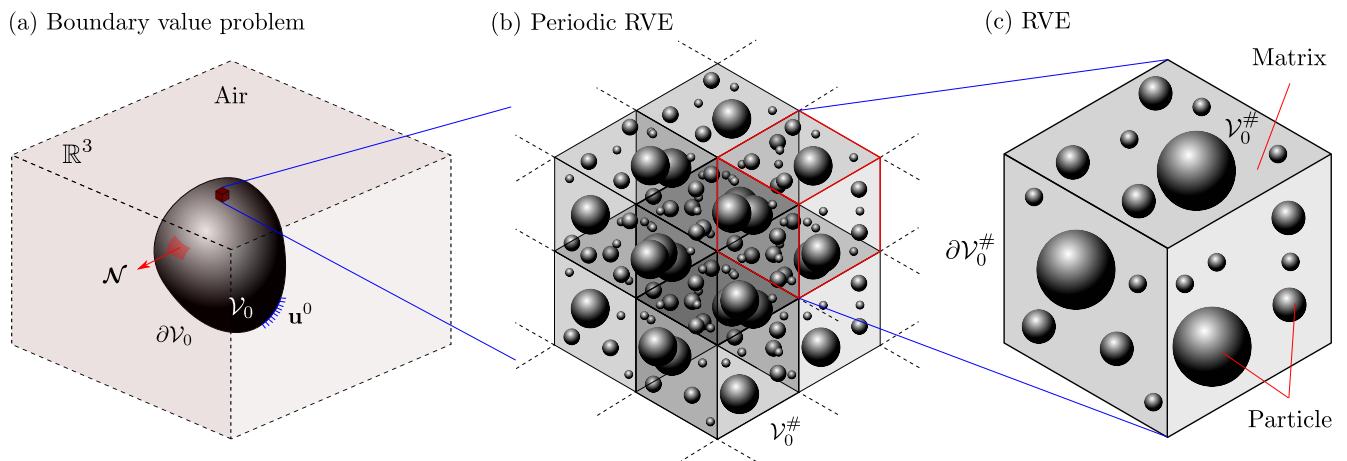 (a) Boundary value problem
Air
ℝ³
𝓝
𝒱₀
∂𝒱₀
𝐮⁰
(b) Periodic RVE
𝒱₀^#
(c) RVE
Matrix
𝒱₀^#
∂𝒱₀^#
Particle